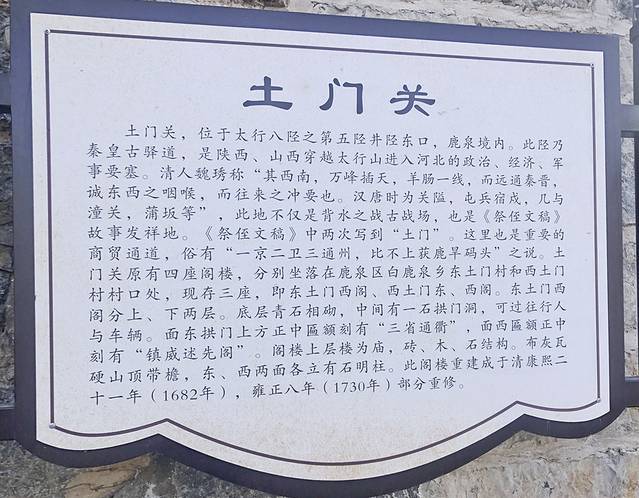 土门关
土门关，位于太行八陉之第五陉井陉东口，鹿泉境内。此陉乃
秦皇古驿道，是陕西、山西穿越太行山进入河北的政治、经济、军
事要塞。清人魏琇称“其西南，万峰插天，羊肠一线，而远通秦晋，
诚东西之咽喉，而往来之冲要也。汉唐时为关隘，屯兵宿戍，几与
潼关，蒲坂等”，此地不仅是背水之战古战场，也是《祭侄文稿》
故事发祥地。《祭侄文稿》中两次写到“土门”。这里也是重要的
商贸通道，俗有“一京二卫三通州，比不上获鹿旱码头”之说。土
门关原有四座阁楼，分别坐落在鹿泉区白鹿泉乡东土门村和西土门
村村口处，现存三座，即东土门西阁、西土门东、西阁。东土门西
阁分上、下两层。底层青石相砌，中间有一石拱门洞，可过往行人
与车辆。面东拱门上方正中匾额刻有“三省通衢”，面西匾额正中
刻有“镇威述先阁”。阁楼上层楼为庙，砖、木、石结构。布灰瓦
硬山顶带檐，东、西两面各立有石明柱。此阁楼重建成于清康熙二
十一年（1682年），雍正八年（1730年）部分重修。